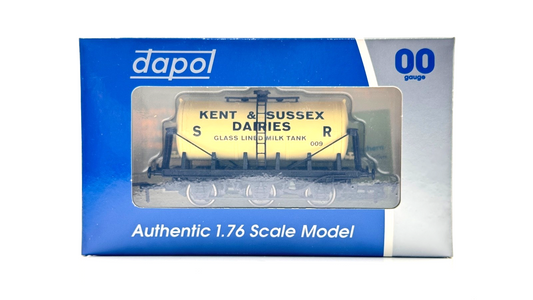 dapol
00
gauge
KENT & SUSSEX
DAIRIES
S R
GLASS LINED MILK TANK
009
Authentic 1.76 Scale Model